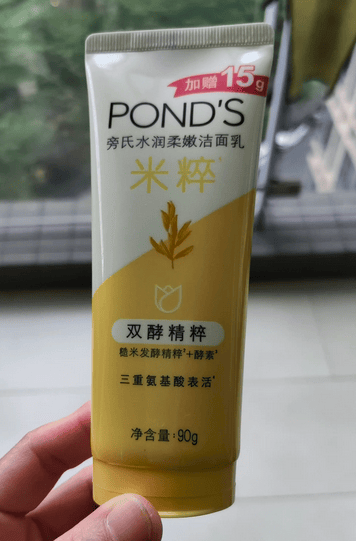 加赠15g
POND'S
旁氏水润柔嫩洁面乳
米粹
双酵精粹
糙米发酵精粹+酵素
三重氨基酸表活
净含量:90g